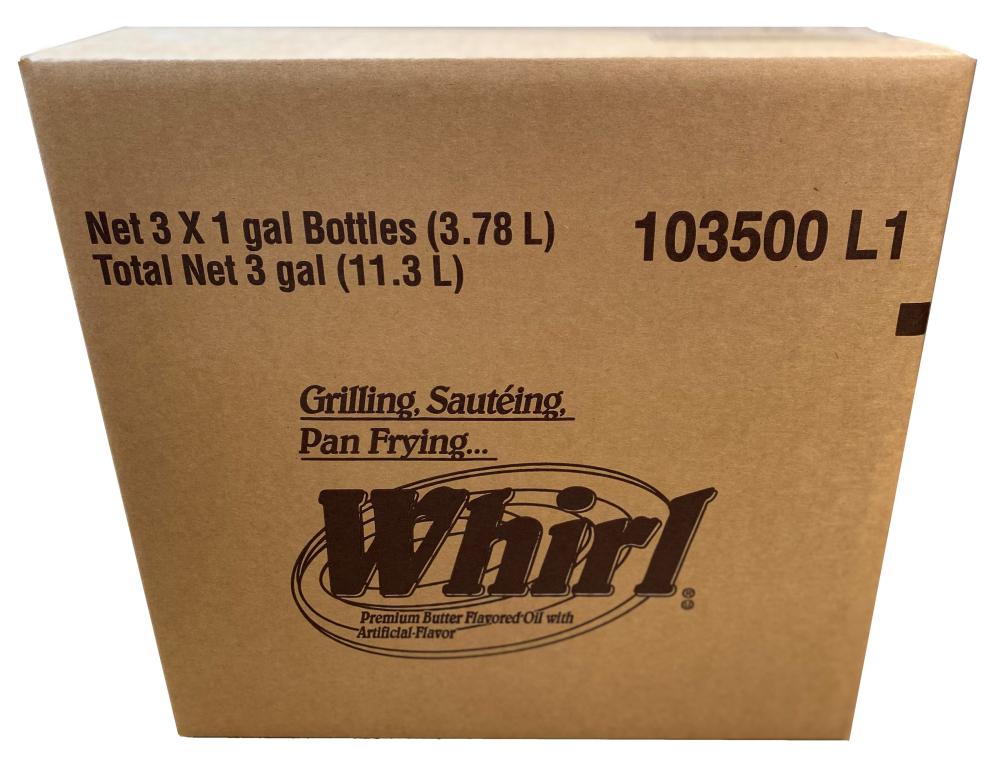 Net 3 X 1 gal Bottles (3.78 L)
Total Net 3 gal (11.3 L)
103500 L1
Grilling, Sautéing,
Pan Frying...
Whirl
®
Premium Butter Flavored Oil with
Artificial Flavor